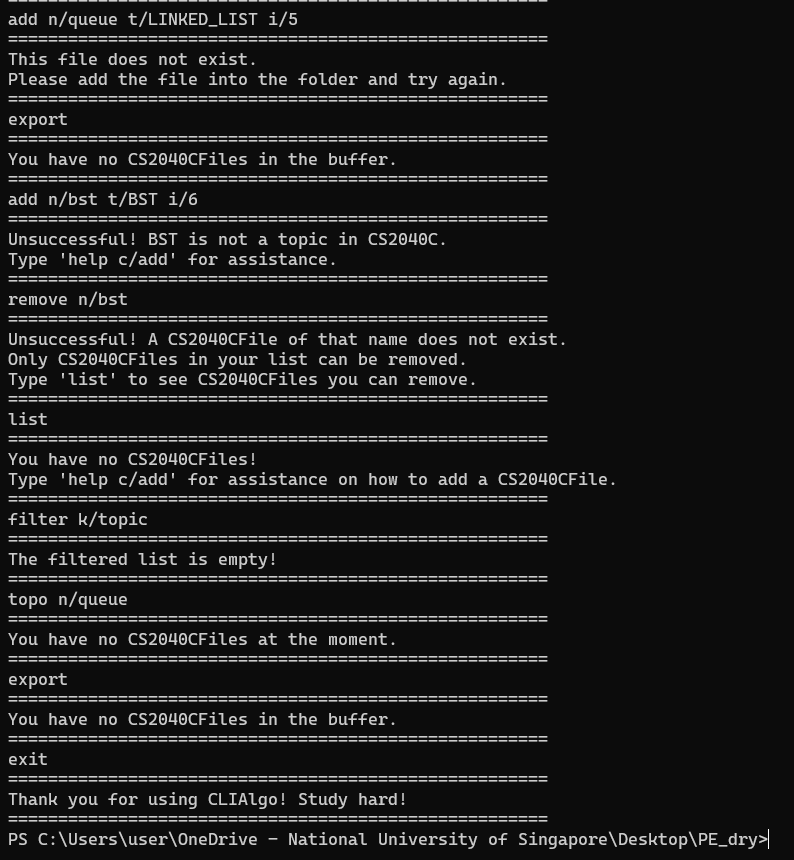 ======================================================
add n/queue t/LINKED_LIST i/5
======================================================
This file does not exist.
Please add the file into the folder and try again.
======================================================
export
======================================================
You have no CS2040CFiles in the buffer.
======================================================
add n/bst t/BST i/6
======================================================
Unsuccessful! BST is not a topic in CS2040C.
Type 'help c/add' for assistance.
======================================================
remove n/bst
======================================================
Unsuccessful! A CS2040CFile of that name does not exist.
Only CS2040CFiles in your list can be removed.
Type 'list' to see CS2040CFiles you can remove.
======================================================
list
======================================================
You have no CS2040CFiles!
Type 'help c/add' for assistance on how to add a CS2040CFile.
======================================================
filter k/topic
======================================================
The filtered list is empty!
======================================================
topo n/queue
======================================================
You have no CS2040CFiles at the moment.
======================================================
export
======================================================
You have no CS2040CFiles in the buffer.
======================================================
exit
======================================================
Thank you for using CLIAlgo! Study hard!
======================================================
PS C:\Users\user\OneDrive - National University of Singapore\Desktop\PE_dry>